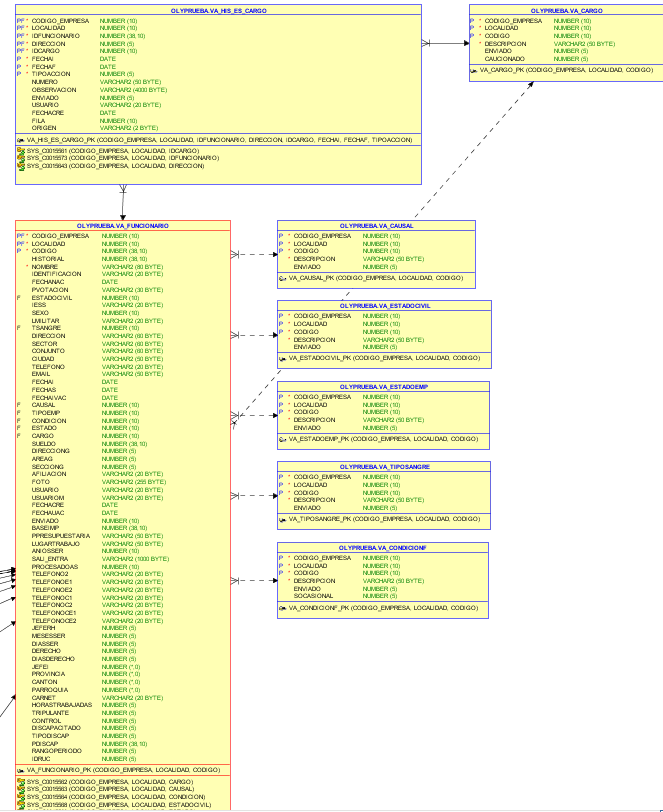 OLYPRUEBA.VA_HIS_ES_CARGO
PF * CODIGO_EMPRESA NUMBER (10)
PF * LOCALIDAD NUMBER (10)
PF * IDFUNCIONARIO NUMBER (38,10)
PF * DIRECCION NUMBER (5)
PF * IDCARGO NUMBER (10)
P * FECHAI DATE
P * FECHAF DATE
P * TIPOACCION NUMBER (5)
NUMERO VARCHAR2 (50 BYTE)
OBSERVACION VARCHAR2 (4000 BYTE)
ENVIADO NUMBER (5)
USUARIO VARCHAR2 (20 BYTE)
FECHACRE DATE
FILA NUMBER (10)
ORIGEN VARCHAR2 (2 BYTE)
VA_HIS_ES_CARGO_PK (CODIGO_EMPRESA, LOCALIDAD, IDFUNCIONARIO, DIRECCION, IDCARGO, FECHAI, FECHAF, TIPOACCION)
SYS_C0015561 (CODIGO_EMPRESA, LOCALIDAD, IDCARGO)
SYS_C0015573 (CODIGO_EMPRESA, LOCALIDAD, IDFUNCIONARIO)
SYS_C0015643 (CODIGO_EMPRESA, LOCALIDAD, DIRECCION)
OLYPRUEBA.VA_CARGO
P * CODIGO_EMPRESA NUMBER (10)
P * LOCALIDAD NUMBER (10)
P * CODIGO NUMBER (10)
* DESCRIPCION VARCHAR2 (50 BYTE)
ENVIADO NUMBER (5)
CAUCIONADO NUMBER (5)
VA_CARGO_PK (CODIGO_EMPRESA, LOCALIDAD, CODIGO)
OLYPRUEBA.VA_FUNCIONARIO
PF * CODIGO_EMPRESA NUMBER (10)
PF * LOCALIDAD NUMBER (10)
P * CODIGO NUMBER (38,10)
HISTORIAL NUMBER (38,10)
* NOMBRE VARCHAR2 (80 BYTE)
IDENTIFICACION VARCHAR2 (20 BYTE)
FECHANAC DATE
PVOTACION VARCHAR2 (30 BYTE)
F ESTADOCIVIL NUMBER (10)
IESS VARCHAR2 (20 BYTE)
SEXO NUMBER (10)
LMILITAR VARCHAR2 (20 BYTE)
F TSANGRE NUMBER (10)
DIRECCIÓN VARCHAR2 (60 BYTE)
SECTOR VARCHAR2 (60 BYTE)
CONJUNTO VARCHAR2 (60 BYTE)
CIUDAD VARCHAR2 (50 BYTE)
TELEFONO VARCHAR2 (20 BYTE)
EMAIL VARCHAR2 (50 BYTE)
FECHAI DATE
FECHAS DATE
FECHAIVAC DATE
F CAUSAL NUMBER (10)
F TIPOEMP NUMBER (10)
F CONDICION NUMBER (10)
F ESTADO NUMBER (10)
F CARGO NUMBER (10)
SUELDO NUMBER (38,10)
DIRECCIONG NUMBER (5)
AREAG NUMBER (5)
SECCIONG NUMBER (5)
AFILIACION VARCHAR2 (20 BYTE)
FOTO VARCHAR2 (255 BYTE)
USUARIO VARCHAR2 (20 BYTE)
USUARIOM VARCHAR2 (20 BYTE)
FECHACRE DATE
FECHAUAC DATE
ENVIADO NUMBER (10)
BASEIMP NUMBER (38,10)
PPRESUPUESTARIA VARCHAR2 (50 BYTE)
LUGARTRABAJO VARCHAR2 (50 BYTE)
ANIOSSER NUMBER (10)
SALI_ENTRA VARCHAR2 (1000 BYTE)
PROCESADOAS NUMBER (10)
TELEFONO2 VARCHAR2 (20 BYTE)
TELEFONOE1 VARCHAR2 (20 BYTE)
TELEFONOE2 VARCHAR2 (20 BYTE)
TELEFONOC1 VARCHAR2 (20 BYTE)
TELEFONOC2 VARCHAR2 (20 BYTE)
TELEFONOCE1 VARCHAR2 (20 BYTE)
TELEFONOCE2 VARCHAR2 (20 BYTE)
JEFERH NUMBER (5)
MESESSER NUMBER (5)
DIASSER NUMBER (5)
DERECHO NUMBER (5)
DIASDERECHO NUMBER (5)
JEFEI NUMBER (*,0)
PROVINCIA NUMBER (*,0)
CANTON NUMBER (*,0)
PARROQUIA NUMBER (*,0)
CARNET VARCHAR2 (20 BYTE)
HORASTRABAJADAS NUMBER (5)
TRIPULANTE NUMBER (5)
CONTROL NUMBER (5)
DISCAPACITADO NUMBER (5)
TIPODISCAP NUMBER (5)
PDISCAP NUMBER (38,10)
RANGOPERIODO NUMBER (5)
IDRUC NUMBER (5)
VA_FUNCIONARIO_PK (CODIGO_EMPRESA, LOCALIDAD, CODIGO)
SYS_C0015562 (CODIGO_EMPRESA, LOCALIDAD, CARGO)
SYS_C0015563 (CODIGO_EMPRESA, LOCALIDAD, CAUSAL)
SYS_C0015564 (CODIGO_EMPRESA, LOCALIDAD, CONDICION)
SYS_C0015568 (CODIGO_EMPRESA, LOCALIDAD, ESTADOCIVIL)
OLYPRUEBA.VA_CAUSAL
P * CODIGO_EMPRESA NUMBER (10)
P * LOCALIDAD NUMBER (10)
P * CODIGO NUMBER (10)
* DESCRIPCION VARCHAR2 (50 BYTE)
ENVIADO NUMBER (5)
VA_CAUSAL_PK (CODIGO_EMPRESA, LOCALIDAD, CODIGO)
OLYPRUEBA.VA_ESTADOCIVIL
P * CODIGO_EMPRESA NUMBER (10)
P * LOCALIDAD NUMBER (10)
P * CODIGO NUMBER (10)
* DESCRIPCION VARCHAR2 (50 BYTE)
ENVIADO NUMBER (5)
VA_ESTADOCIVIL_PK (CODIGO_EMPRESA, LOCALIDAD, CODIGO)
OLYPRUEBA.VA_ESTADOEMP
P * CODIGO_EMPRESA NUMBER (10)
P * LOCALIDAD NUMBER (10)
P * CODIGO NUMBER (10)
* DESCRIPCION VARCHAR2 (50 BYTE)
ENVIADO NUMBER (5)
VA_ESTADOEMP_PK (CODIGO_EMPRESA, LOCALIDAD, CODIGO)
OLYPRUEBA.VA_TIPOSANGRE
P * CODIGO_EMPRESA NUMBER (10)
P * LOCALIDAD NUMBER (10)
P * CODIGO NUMBER (10)
* DESCRIPCION VARCHAR2 (50 BYTE)
ENVIADO NUMBER (5)
VA_TIPOSANGRE_PK (CODIGO_EMPRESA, LOCALIDAD, CODIGO)
OLYPRUEBA.VA_CONDICIONF
P * CODIGO_EMPRESA NUMBER (10)
P * LOCALIDAD NUMBER (10)
P * CODIGO NUMBER (10)
* DESCRIPCION VARCHAR2 (50 BYTE)
ENVIADO NUMBER (5)
SOCASIONAL NUMBER (5)
VA_CONDICIONF_PK (CODIGO_EMPRESA, LOCALIDAD, CODIGO)